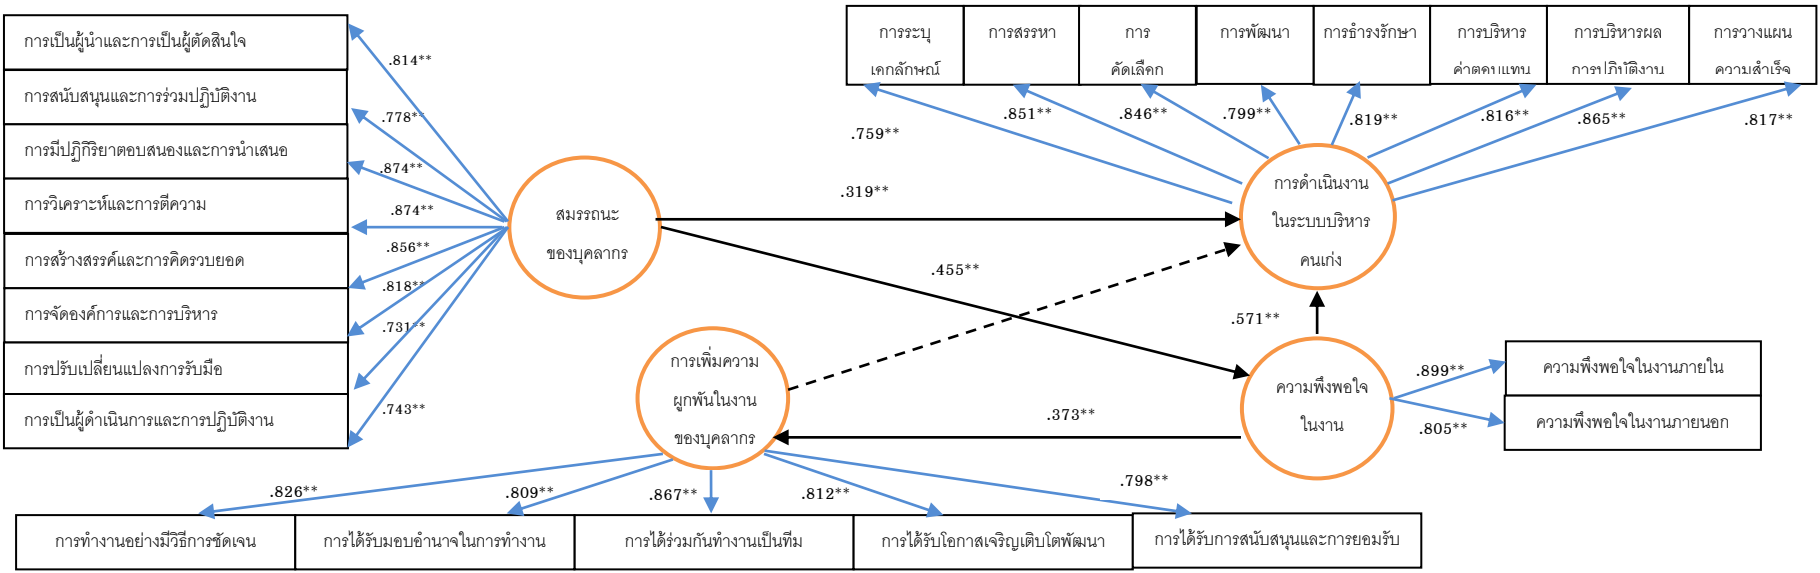 การเป็นผู้นำและการเป็นผู้ตัดสินใจ
การสนับสนุนและการร่วมปฏิบัติงาน
การมีปฏิกิริยาตอบสนองและการนำเสนอ
การวิเคราะห์และการตีความ
การสร้างสรรค์และการคิดรวบยอด
การจัดองค์การและการบริหาร
การปรับเปลี่ยนแปลงการรับมือ
การเป็นผู้ดำเนินการและการปฏิบัติงาน
.814**
.778**
.874**
.874**
.856**
.818**
.731**
.743**
สมรรถนะ
ของบุคลากร
การระบุ
เอกลักษณ์
การสรรหา
การ
คัดเลือก
การพัฒนา
การธำรงรักษา
การบริหาร
ค่าตอบแทน
การบริหารผล
การปฏิบัติงาน
การวางแผน
ความสำเร็จ
.759**
.851**
.846**
.799**
.819**
.816**
.865**
.817**
การดำเนินงาน
ในระบบบริหาร
คนเก่ง
.319**
.455**
.571**
.373**
การเพิ่มความ
ผูกพันในงาน
ของบุคลากร
ความพึงพอใจ
ในงาน
.899**
.805**
ความพึงพอใจในงานภายใน
ความพึงพอใจในงานภายนอก
.826**
.809**
.867**
.812**
.798**
การทำงานอย่างมีวิธีการชัดเจน
การได้รับมอบอำนาจในการทำงาน
การได้ร่วมกันทำงานเป็นทีม
การได้รับโอกาสเจริญเติบโตพัฒนา
การได้รับการสนับสนุนและการยอมรับ